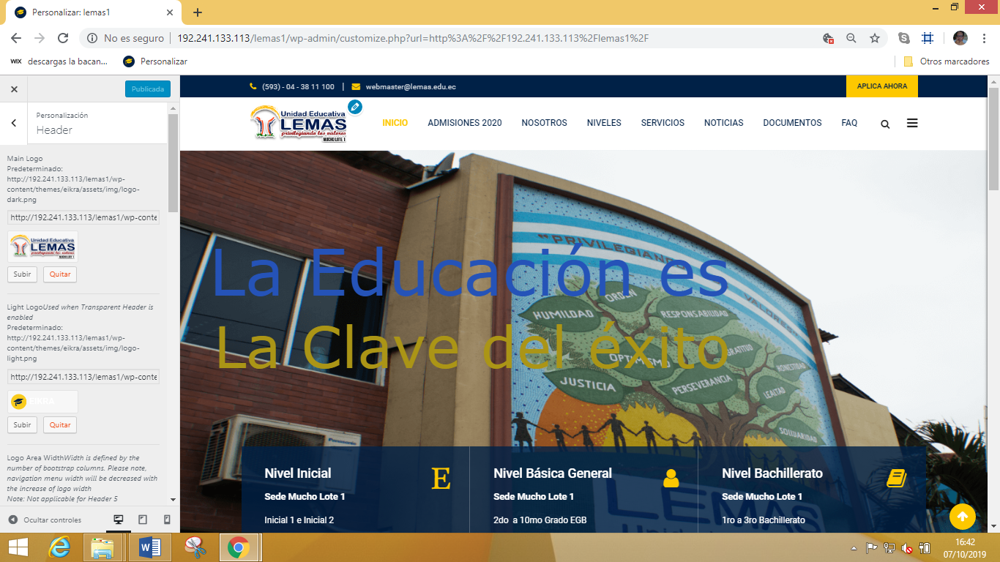 Personalizar: lemas1
No es seguro | 192.241.133.113/lemas1/wp-admin/customize.php?url=http%3A%2F%2F192.241.133.113%2Flemas1%2F
WIX descargas la bacan...
Personalizar
Otros marcadores
Publicada
Personalización
Header
Main Logo
Predeterminado:
http://192.241.133.113/lemas1/wp-
content/themes/eikra/assets/img/logo-
dark.png
http://192.241.133.113/lemas1/wp-conte
Unidad Educativa
LEMAS
privilegiando los valores
MUCHO LOTE 1
Subir
Quitar
Light LogoUsed when Transparent Header is
enabled
Predeterminado:
http://192.241.133.113/lemas1/wp-
content/themes/eikra/assets/img/logo-
light.png
http://192.241.133.113/lemas1/wp-conte
EIKRA
Subir
Quitar
Logo Area WidthWidth is defined by the
number of bootstrap columns. Please note,
navigation menu width will be decreased with
the increase of logo width
Note: Not applicable for Header 5
Ocultar controles
(593) - 04 - 38 11 100 | webmaster@lemas.edu.ec
APLICA AHORA
Unidad Educativa
LEMAS
privilegiando los valores
MUCHO LOTE 1
INICIO
ADMISIONES 2020
NOSOTROS
NIVELES
SERVICIOS
NOTICIAS
DOCUMENTOS
FAQ
"PRIVILEGIANDO
VALORES
La Educación es
La Clave del éxito
ORDEN
HUMILDAD
RESPONSABILIDAD
OPTIMISMO
GRATITUD
HONESTIDAD
JUSTICIA
PERSEVERANCIA
LEALTAD
SOLIDARIDAD
Panasonic
LEMAS
Nivel Inicial
E
Sede Mucho Lote 1
Inicial 1 e Inicial 2
Nivel Básica General
Sede Mucho Lote 1
2do a 10mo Grado EGB
Nivel Bachillerato
Sede Mucho Lote 1
1ro a 3ro Bachillerato
16:42
07/10/2019